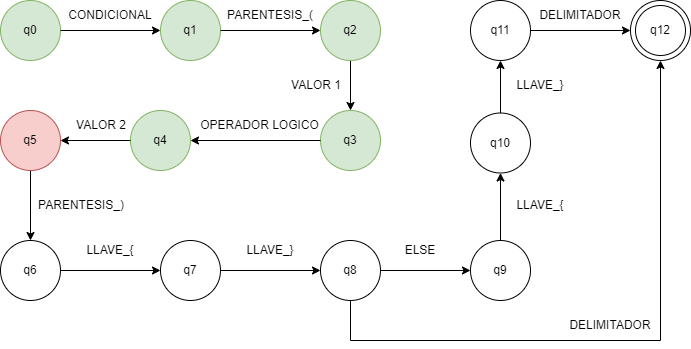 q0
CONDICIONAL
q1
PARENTESIS_(
q2
q11
DELIMITADOR
q12
VALOR 1
LLAVE_}
q5
VALOR 2
q4
OPERADOR LOGICO
q3
q10
PARENTESIS_)
LLAVE_{
q6
LLAVE_{
q7
LLAVE_}
q8
ELSE
q9
DELIMITADOR